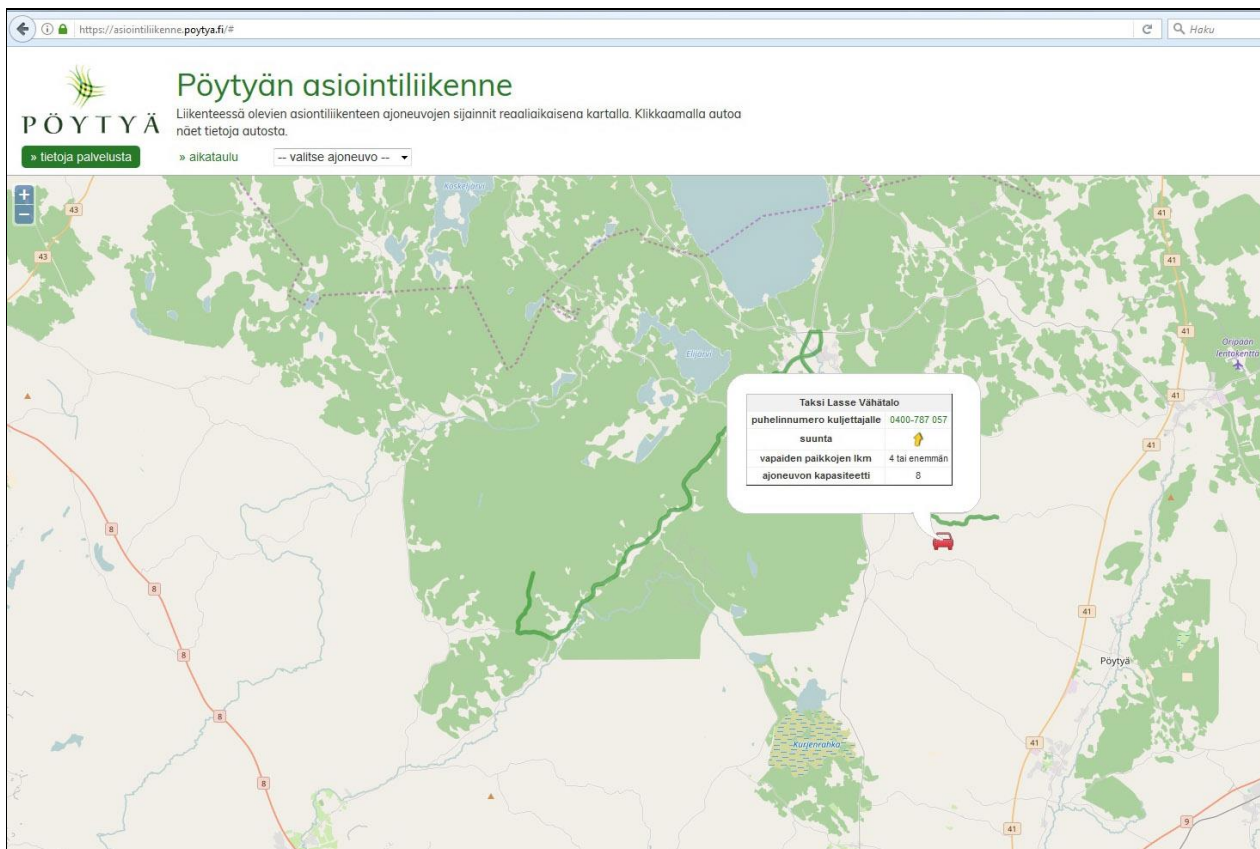 https://asiointiliikenne.poytya.fi/#
Haku
PÖYTYÄ
Pöytyän asiointiliikenne
Liikenteessä olevien asiontiliikenteen ajoneuvojen sijainnit reaaliaikaisena kartalla. Klikkaamalla autoa
näet tietoja autosta.
» tietoja palvelusta
» aikataulu
-- valitse ajoneuvo --
+
−
Koskeljärvi
43
43
41
41
41
Elijärvi
Oripään
lentokenttä
41
Taksi Lasse Vähätalo
puhelinnumero kuljettajalle 0400-787 057
suunta
vapaiden paikkojen lkm 4 tai enemmän
ajoneuvon kapasiteetti 8
8
8
41
8
Pöytyä
8
Kurjenrahka
41
8
9
41